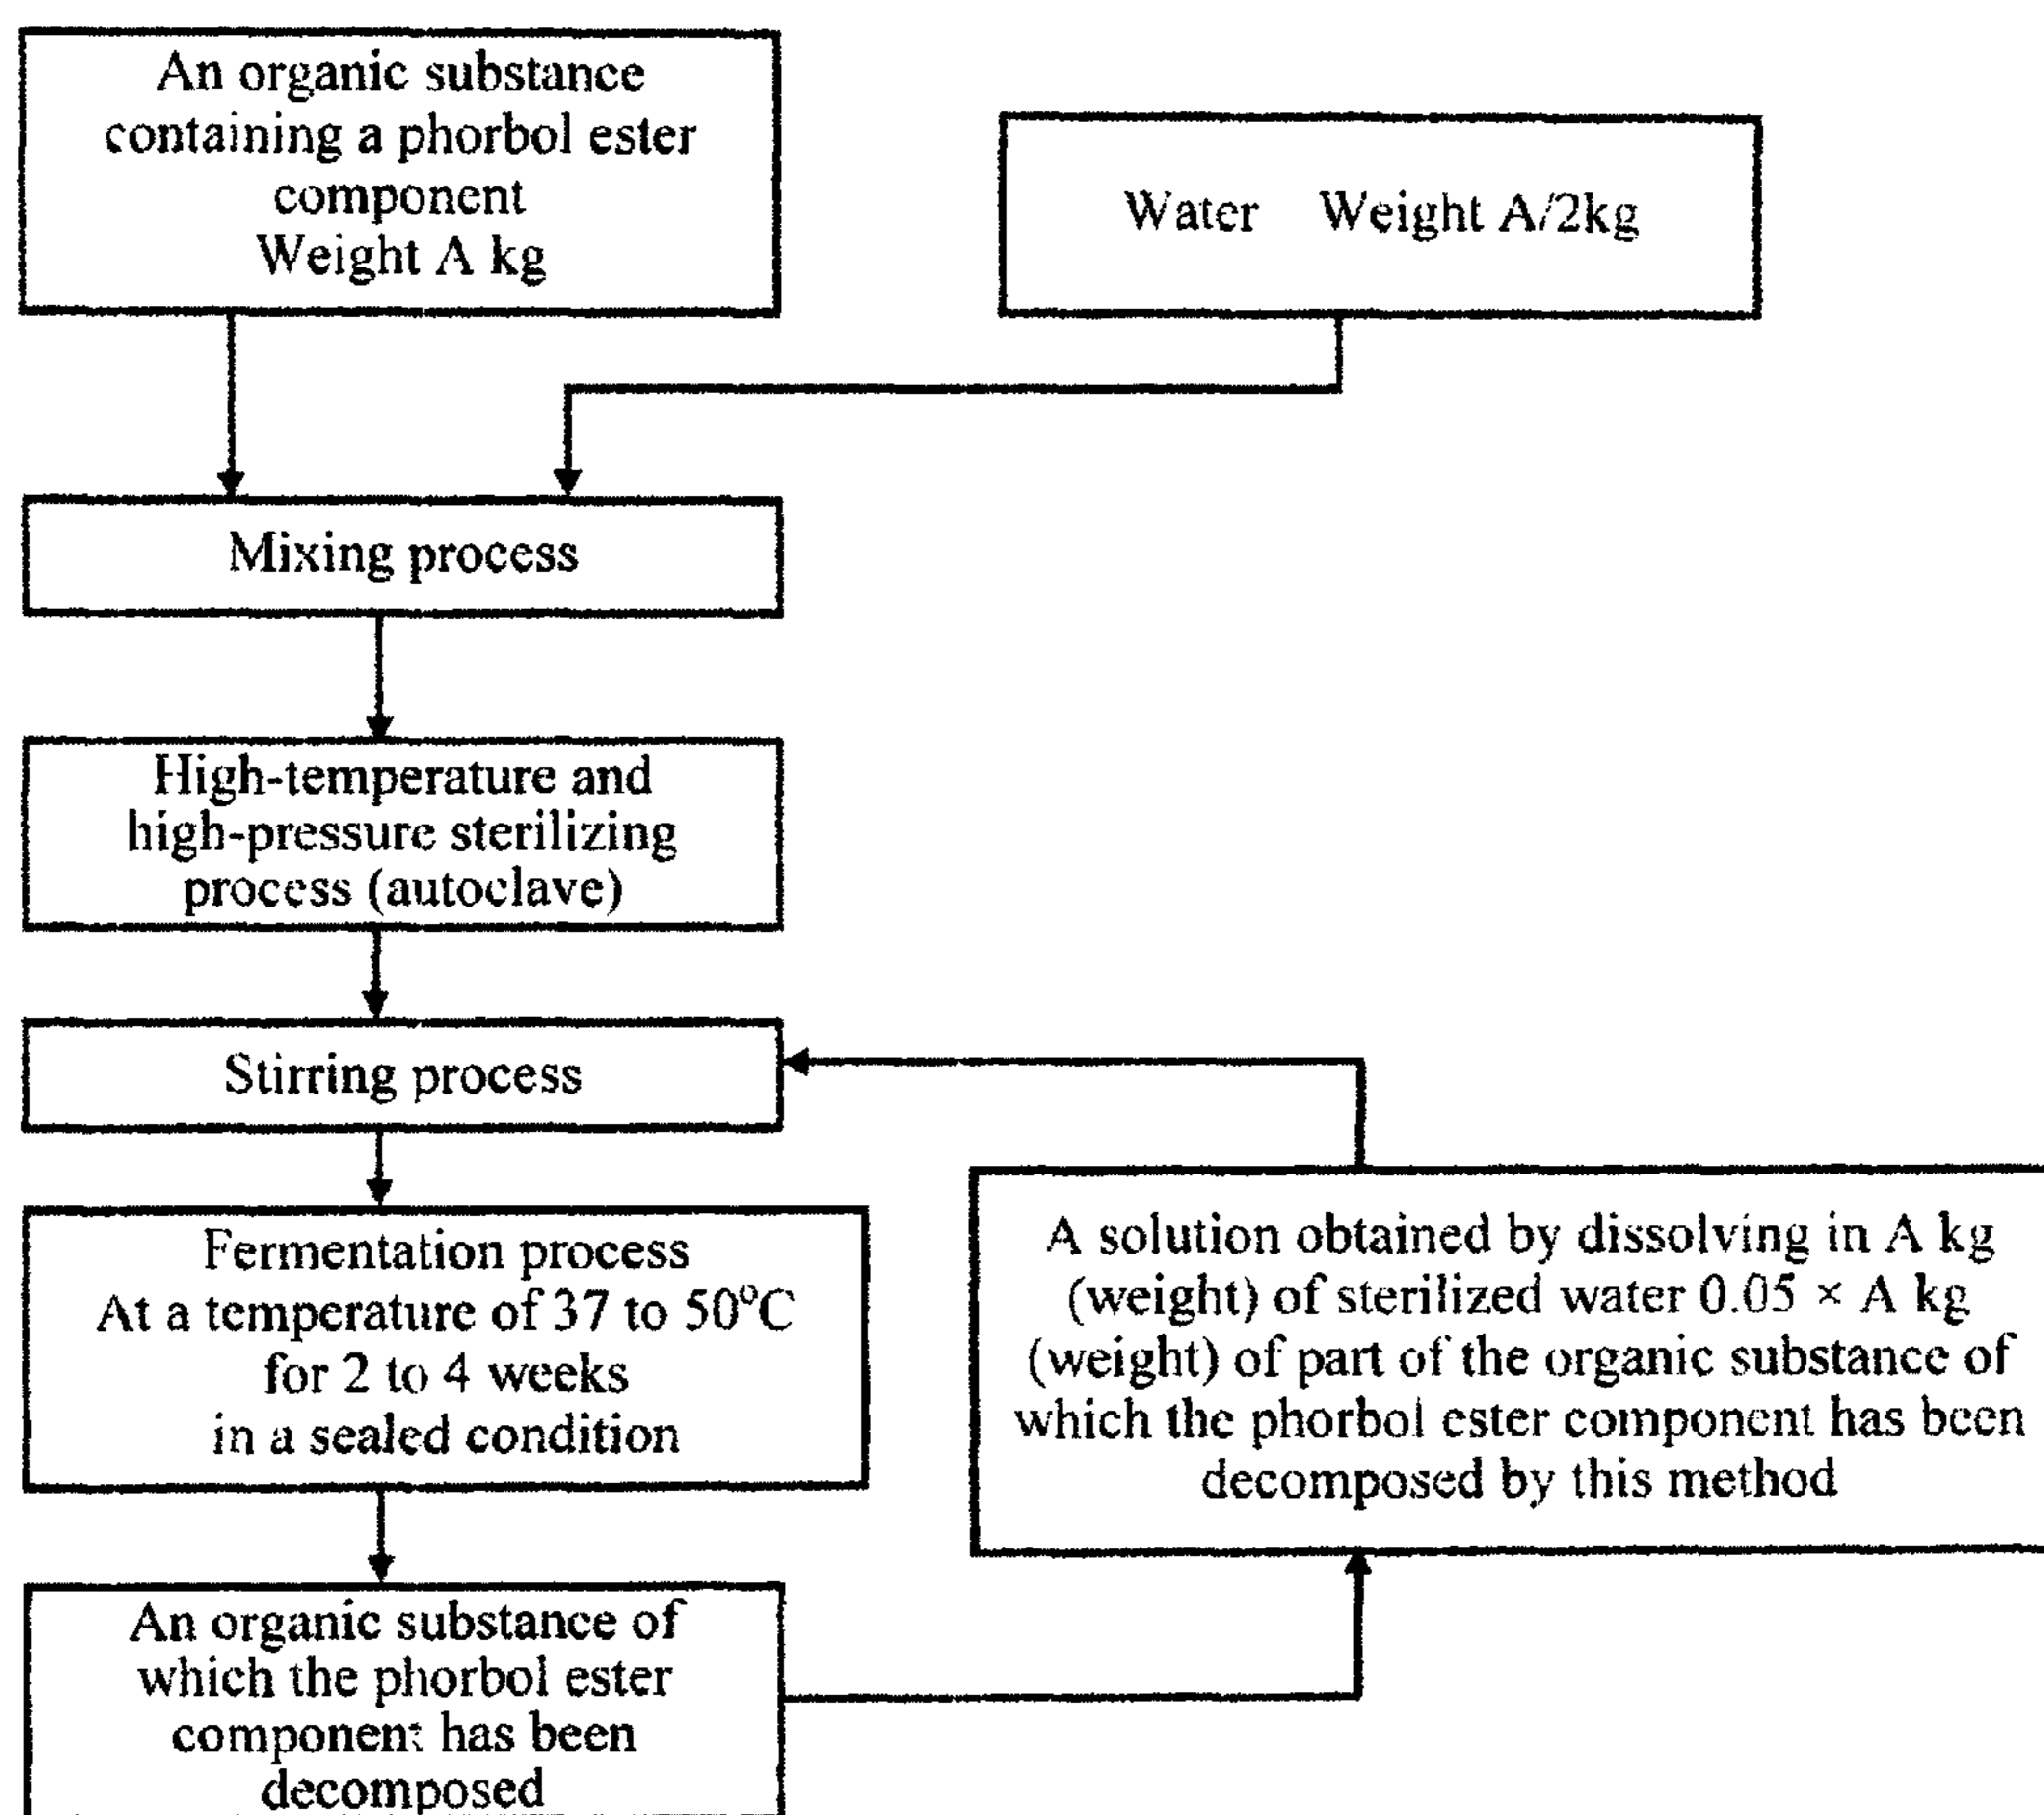 An organic substance
containing a phorbol ester
component
Weight A kg
Water Weight A/2kg
Mixing process
High-temperature and
high-pressure sterilizing
process (autoclave)
Stirring process
Fermentation process
At a temperature of 37 to 50°C
for 2 to 4 weeks
in a sealed condition
A solution obtained by dissolving in A kg
(weight) of sterilized water 0.05 × A kg
(weight) of part of the organic substance of
which the phorbol ester component has been
decomposed by this method
An organic substance of
which the phorbol ester
component has been
decomposed